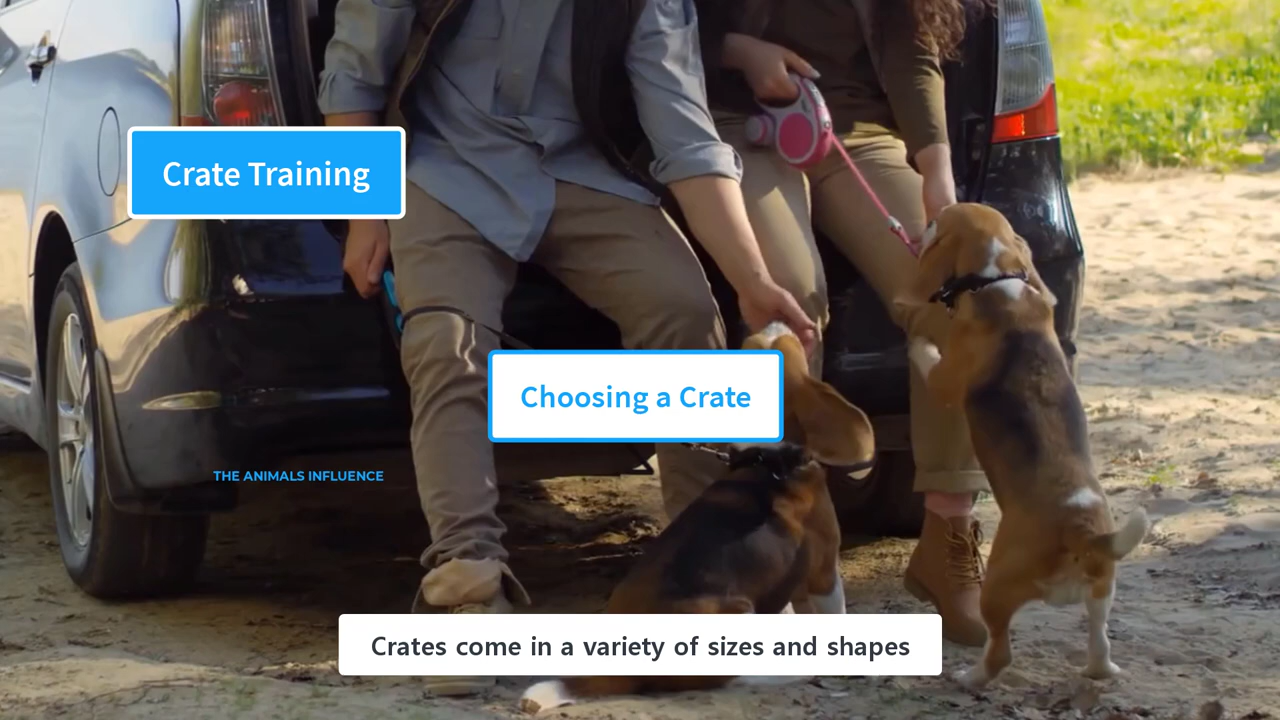 Crate Training
Choosing a Crate
THE ANIMALS INFLUENCE
Crates come in a variety of sizes and shapes